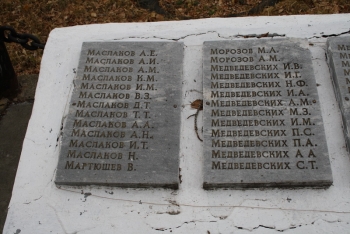 Маслаков А.Е.
Маслаков А.И.
Маслаков А.М.
Маслаков Н.М.
Маслаков И.М.
Маслаков В.З.
Маслаков Д.Т.
Маслаков Т.Т.
Маслаков А.А.
Маслаков А.Н.
Маслаков И.Т.
Маслаков Н.
Мартюшев В.
Морозов М.А.
Морозов А.М.
Медведевских И.В.
Медведевских И.Г.
Медведевских Н.Ф.
Медведевских И.А.
Медведевских А.М.
Медведевских М.З.
Медведевских И.М.
Медведевских П.С.
Медведевских П.А.
Медведевских А.А
Медведевских С.Т.